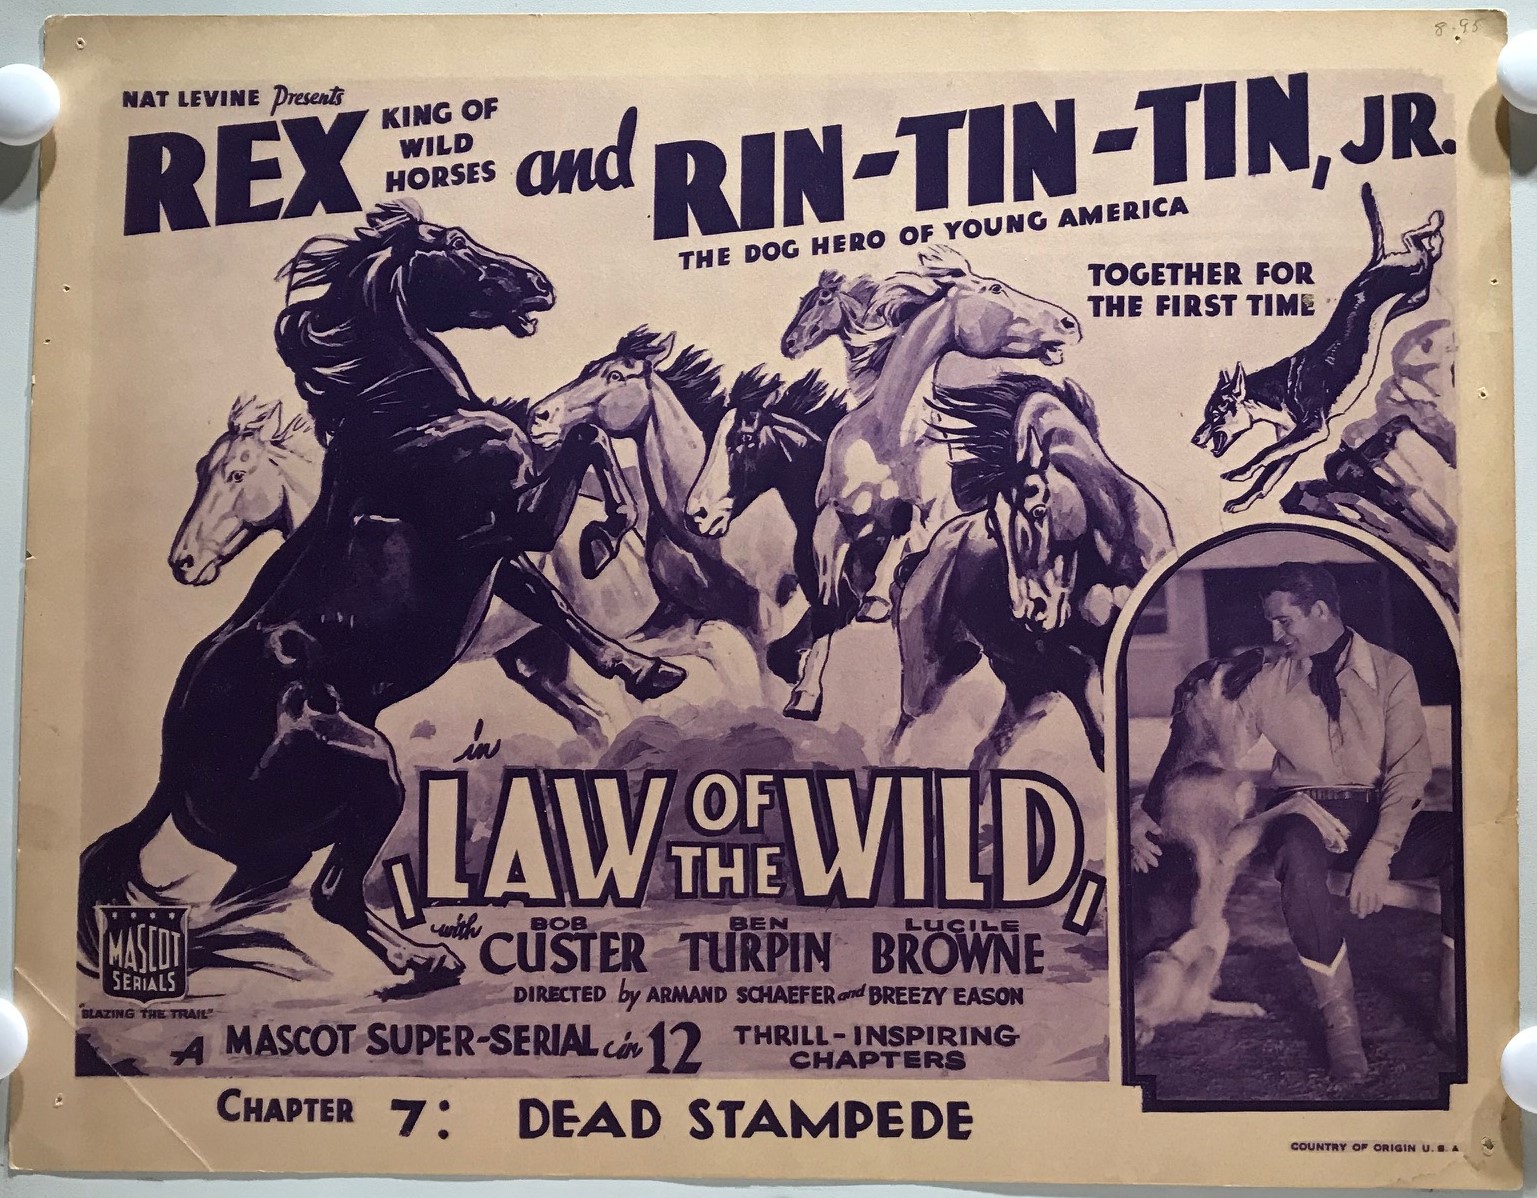 8.95
NAT LEVINE Presents
REX KING OF WILD HORSES and RIN-TIN-TIN, JR.
THE DOG HERO OF YOUNG AMERICA
TOGETHER FOR
THE FIRST TIME
in
"LAW OF THE WILD"
with BOB CUSTER BEN TURPIN LUCILE BROWNE
DIRECTED by ARMAND SCHAEFER and BREEZY EASON
MASCOT
SERIALS
"BLAZING THE TRAIL"
A MASCOT SUPER-SERIAL in 12 THRILL-INSPIRING CHAPTERS
CHAPTER 7: DEAD STAMPEDE
COUNTRY OF ORIGIN U.S.A